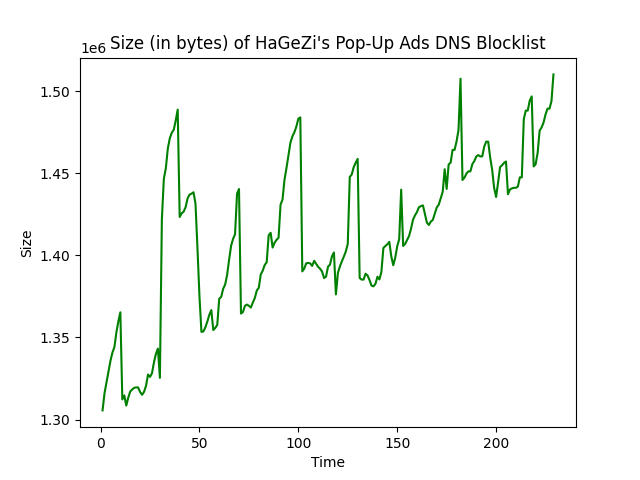 Size (in bytes) of HaGeZi's Pop-Up Ads DNS Blocklist
1e6
1.50
1.45
1.40
1.35
1.30
Size
0 50 100 150 200
Time